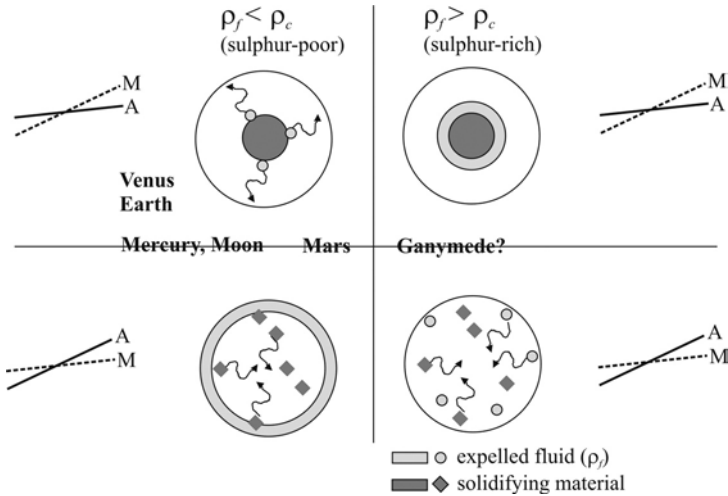 ρf < ρc
(sulphur-poor)
ρf > ρc
(sulphur-rich)
M
A
M
A
Venus
Earth
Mercury, Moon
Mars
Ganymede?
A
M
A
M
expelled fluid (ρf)
solidifying material